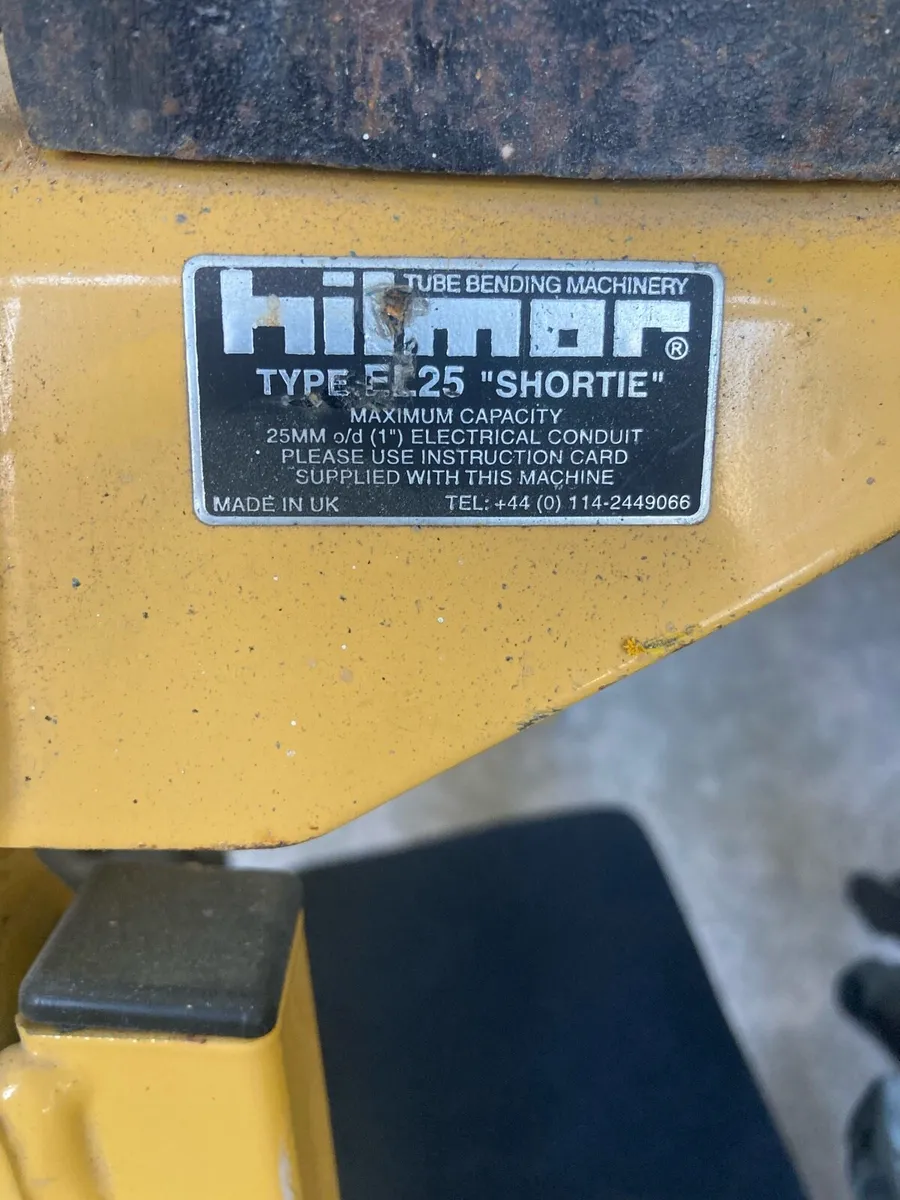 TUBE BENDING MACHINERY
hilmor ®
TYPE EL25 "SHORTIE"
MAXIMUM CAPACITY
25MM o/d (1") ELECTRICAL CONDUIT
PLEASE USE INSTRUCTION CARD
SUPPLIED WITH THIS MACHINE
MADE IN UK TEL: +44 (0) 114-2449066